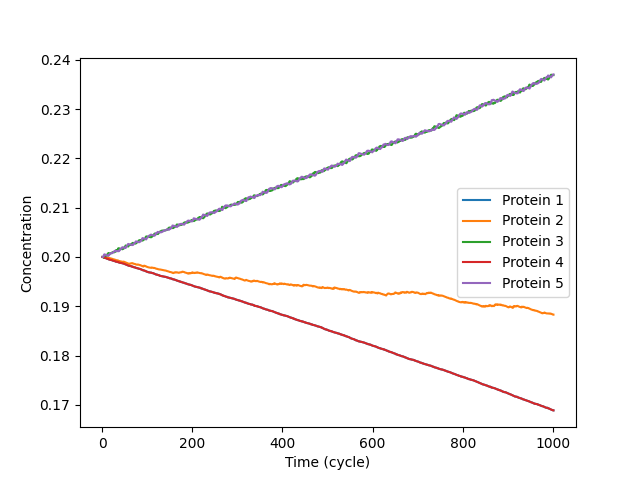 0.24
0.23
0.22
0.21
0.20
0.19
0.18
0.17
Concentration
Protein 1
Protein 2
Protein 3
Protein 4
Protein 5
0 200 400 600 800 1000
Time (cycle)